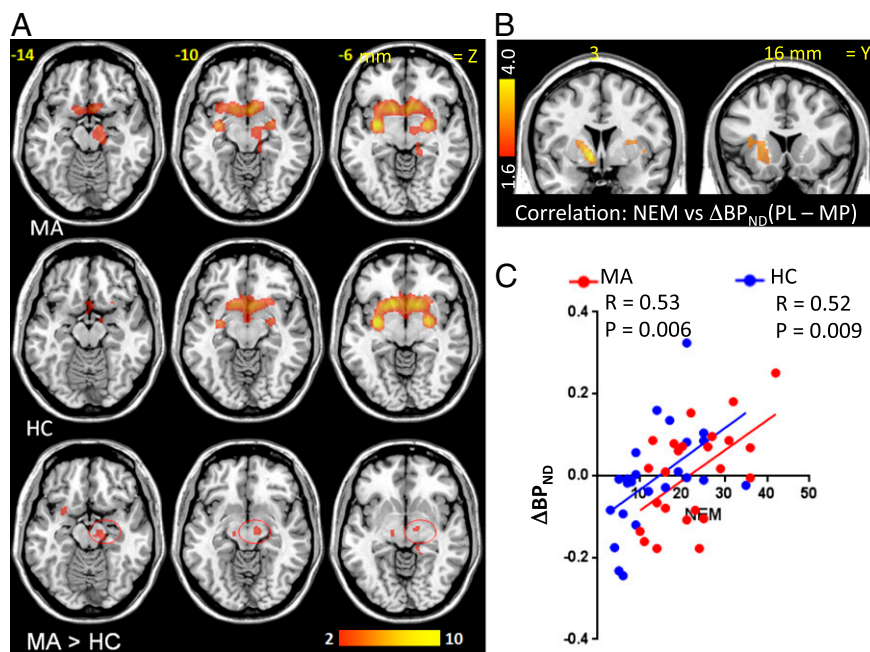 A
-14
-10
-6 mm = Z
MA
HC
MA > HC
2
10
B
4.0
1.6
3
16 mm = Y
Correlation: NEM vs ΔBPND(PL – MP)
C
MA
R = 0.53
P = 0.006
HC
R = 0.52
P = 0.009
0.4
0.2
0.0
-0.2
-0.4
ΔBPND
10
20
30
40
50
NEM